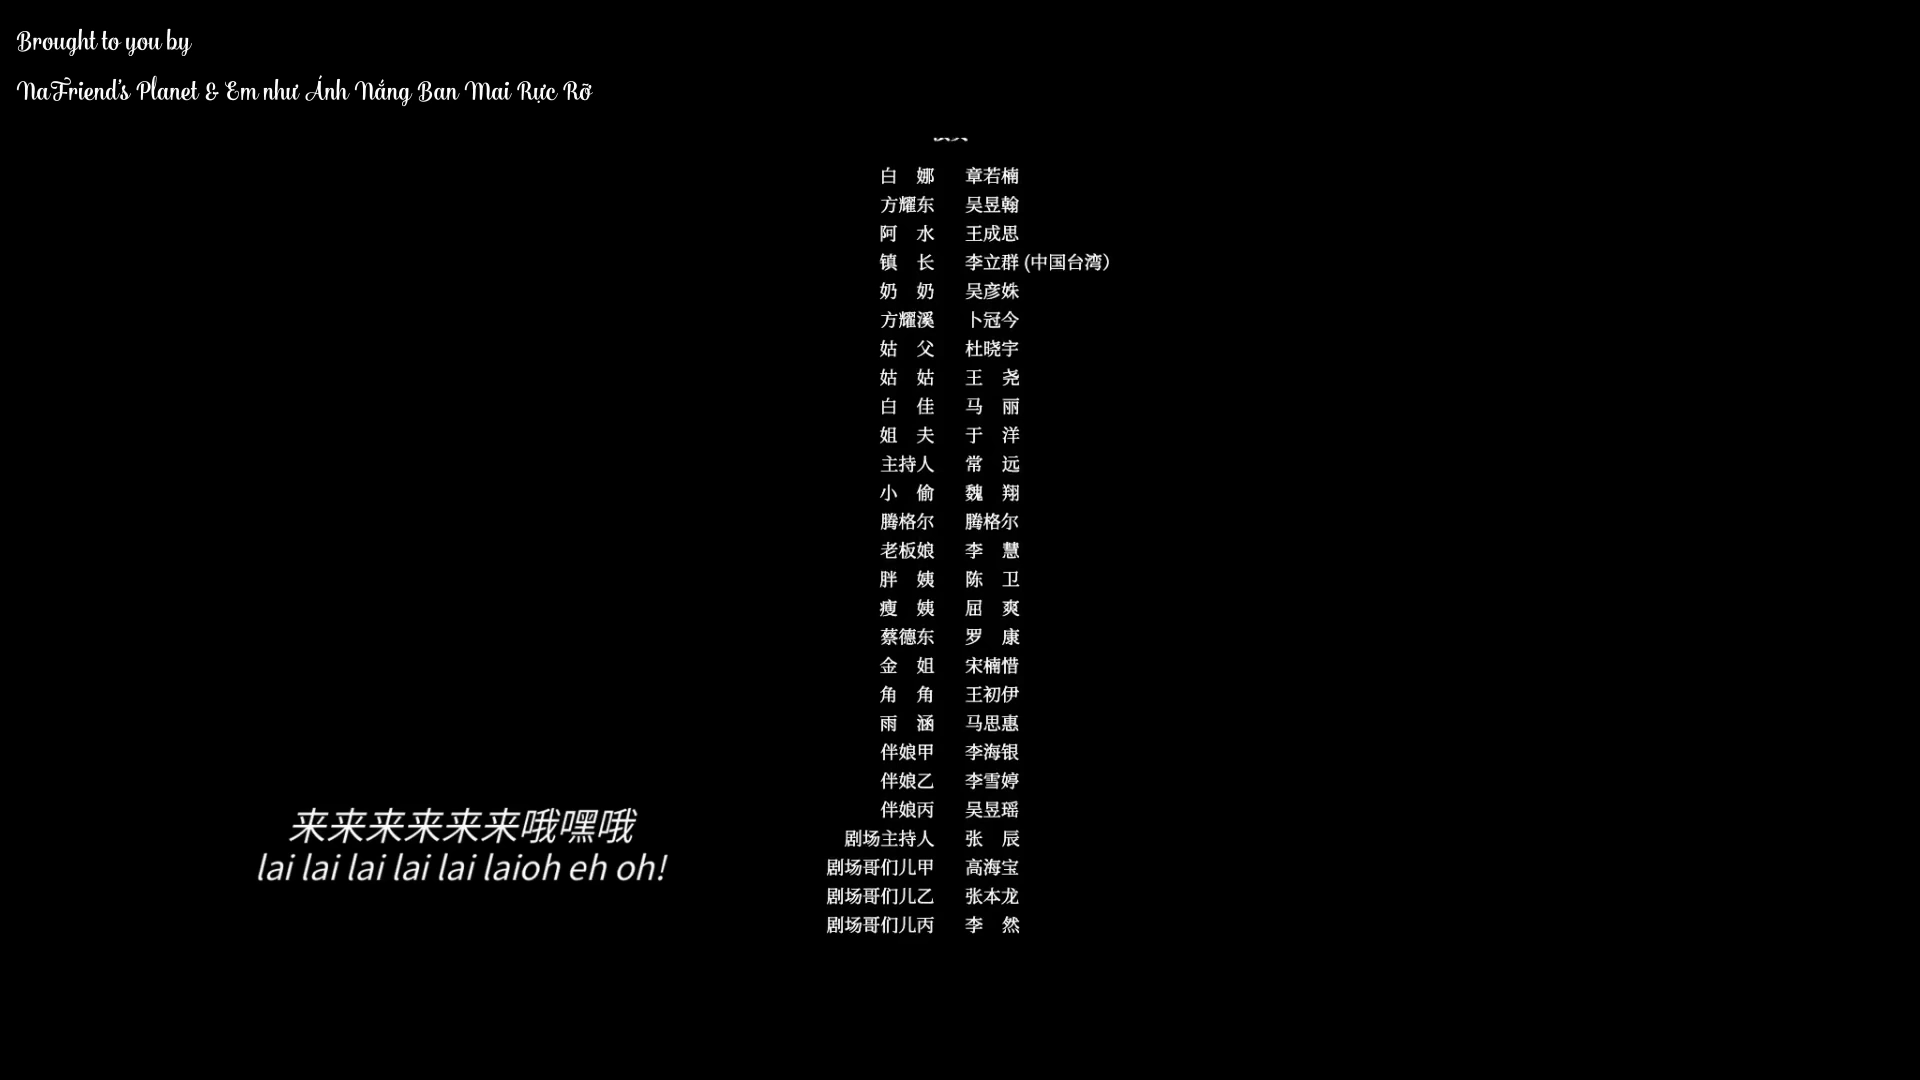 Brought to you by
NaFriend's Planet & Em như Ánh Nắng Ban Mai Rực Rỡ
白 娜 章若楠
方耀东 吴昱翰
阿 水 王成思
镇 长 李立群 (中国台湾)
奶 奶 吴彦姝
方耀溪 卜冠今
姑 父 杜晓宇
姑 姑 王 尧
白 佳 马 丽
姐 夫 于 洋
主持人 常 远
小 偷 魏 翔
腾格尔 腾格尔
老板娘 李 慧
胖 姨 陈 卫
瘦 姨 屈 爽
蔡德东 罗 康
金 姐 宋楠惜
角 角 王初伊
雨 涵 马思惠
伴娘甲 李海银
伴娘乙 李雪婷
伴娘丙 吴昱瑶
剧场主持人 张 辰
剧场哥们儿甲 高海宝
剧场哥们儿乙 张本龙
剧场哥们儿丙 李 然
来来来来来来哦嘿哦
lai lai lai lai lai laioh eh oh!